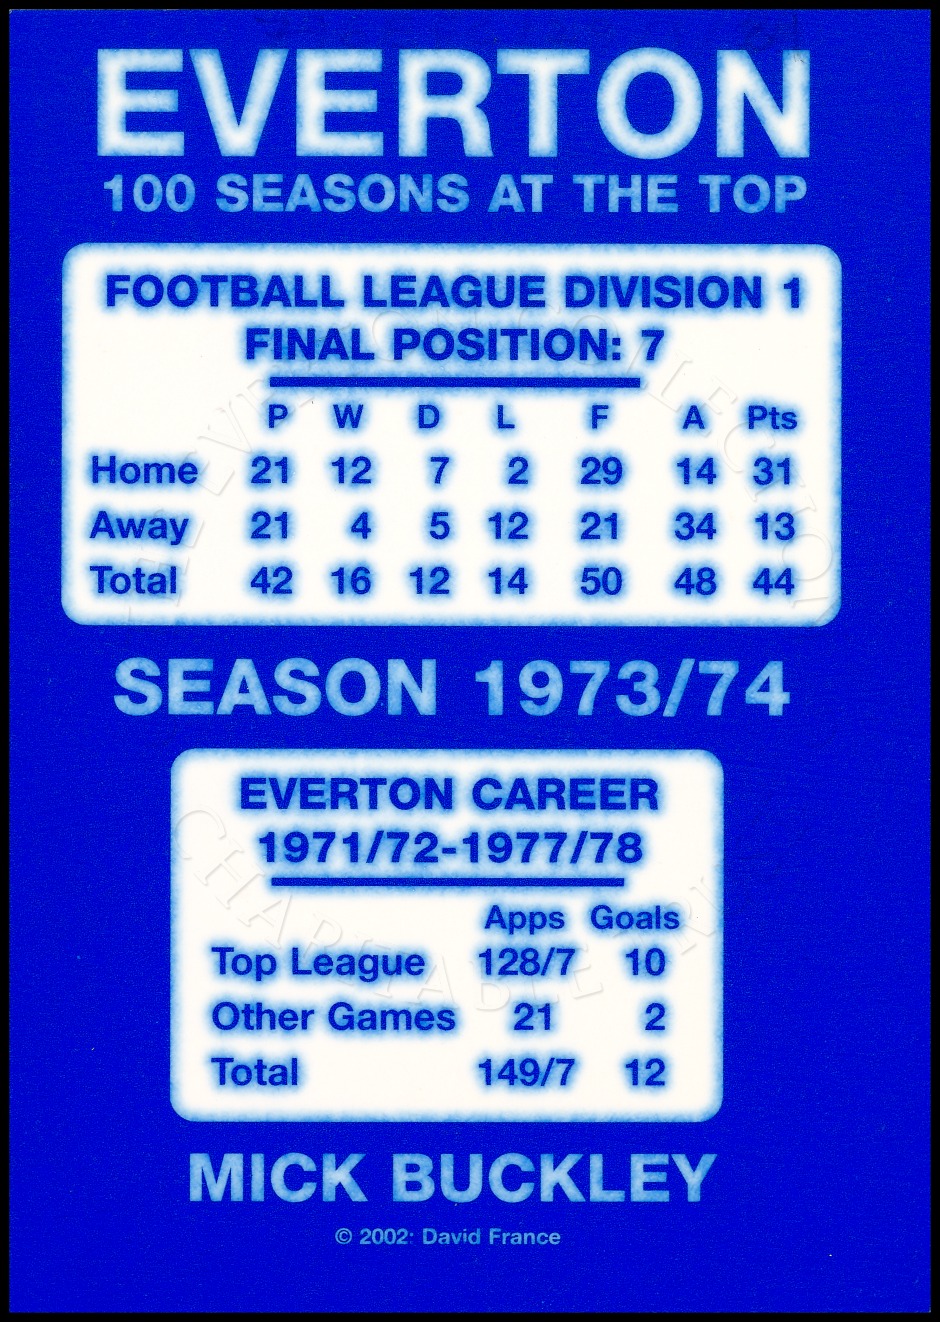 EVERTON
100 SEASONS AT THE TOP
FOOTBALL LEAGUE DIVISION 1
FINAL POSITION: 7
P W D L F A Pts
Home 21 12 7 2 29 14 31
Away 21 4 5 12 21 34 13
Total 42 16 12 14 50 48 44
SEASON 1973/74
EVERTON CAREER
1971/72-1977/78
Apps Goals
Top League 128/7 10
Other Games 21 2
Total 149/7 12
MICK BUCKLEY
© 2002: David France